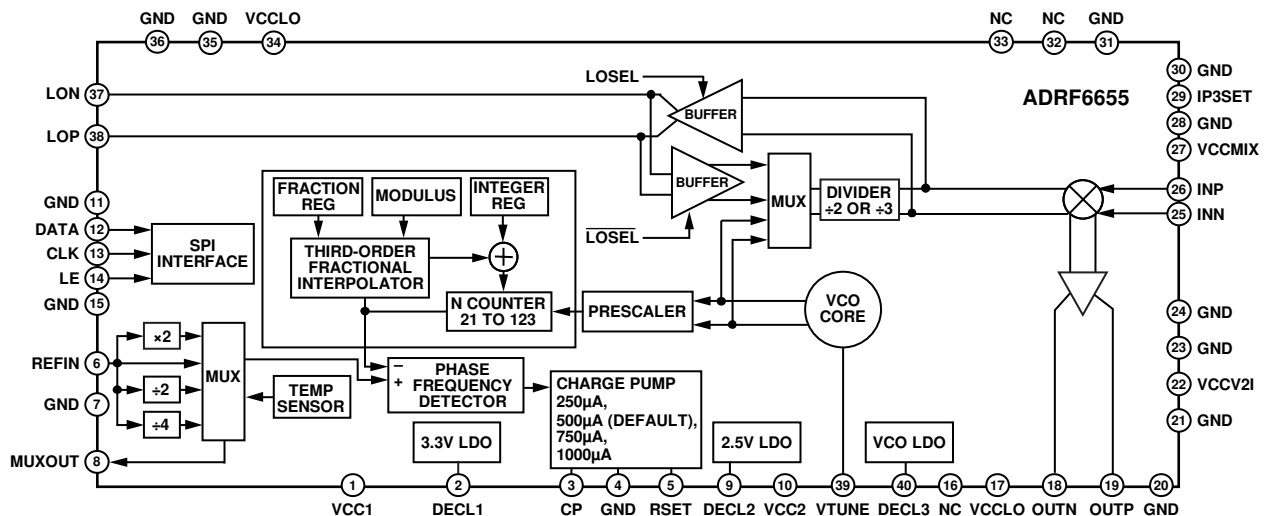 GND GND VCCLO NC NC GND
36 35 34 33 32 31
LON 37
LOP 38
GND 11
DATA 12
CLK 13
LE 14
GND 15
SPI
INTERFACE
REFIN 6
GND 7
MUXOUT 8
×2
÷2
÷4
MUX
TEMP
SENSOR
FRACTION
REG
MODULUS
INTEGER
REG
THIRD-ORDER
FRACTIONAL
INTERPOLATOR
+
N COUNTER
21 TO 123
PRESCALER
−
+
PHASE
FREQUENCY
DETECTOR
CHARGE PUMP
250µA,
500µA (DEFAULT),
750µA,
1000µA
3.3V LDO
2.5V LDO
VCO LDO
LOSEL
BUFFER
BUFFER
LOSEL
MUX
DIVIDER
÷2 OR ÷3
VCO
CORE
ADRF6655
30 GND
29 IP3SET
28 GND
27 VCCMIX
26 INP
25 INN
24 GND
23 GND
22 VCCV2I
21 GND
1 2 3 4 5 9 10 39 40 16 17 18 19 20
VCC1 DECL1 CP GND RSET DECL2 VCC2 VTUNE DECL3 NC VCCLO OUTN OUTP GND